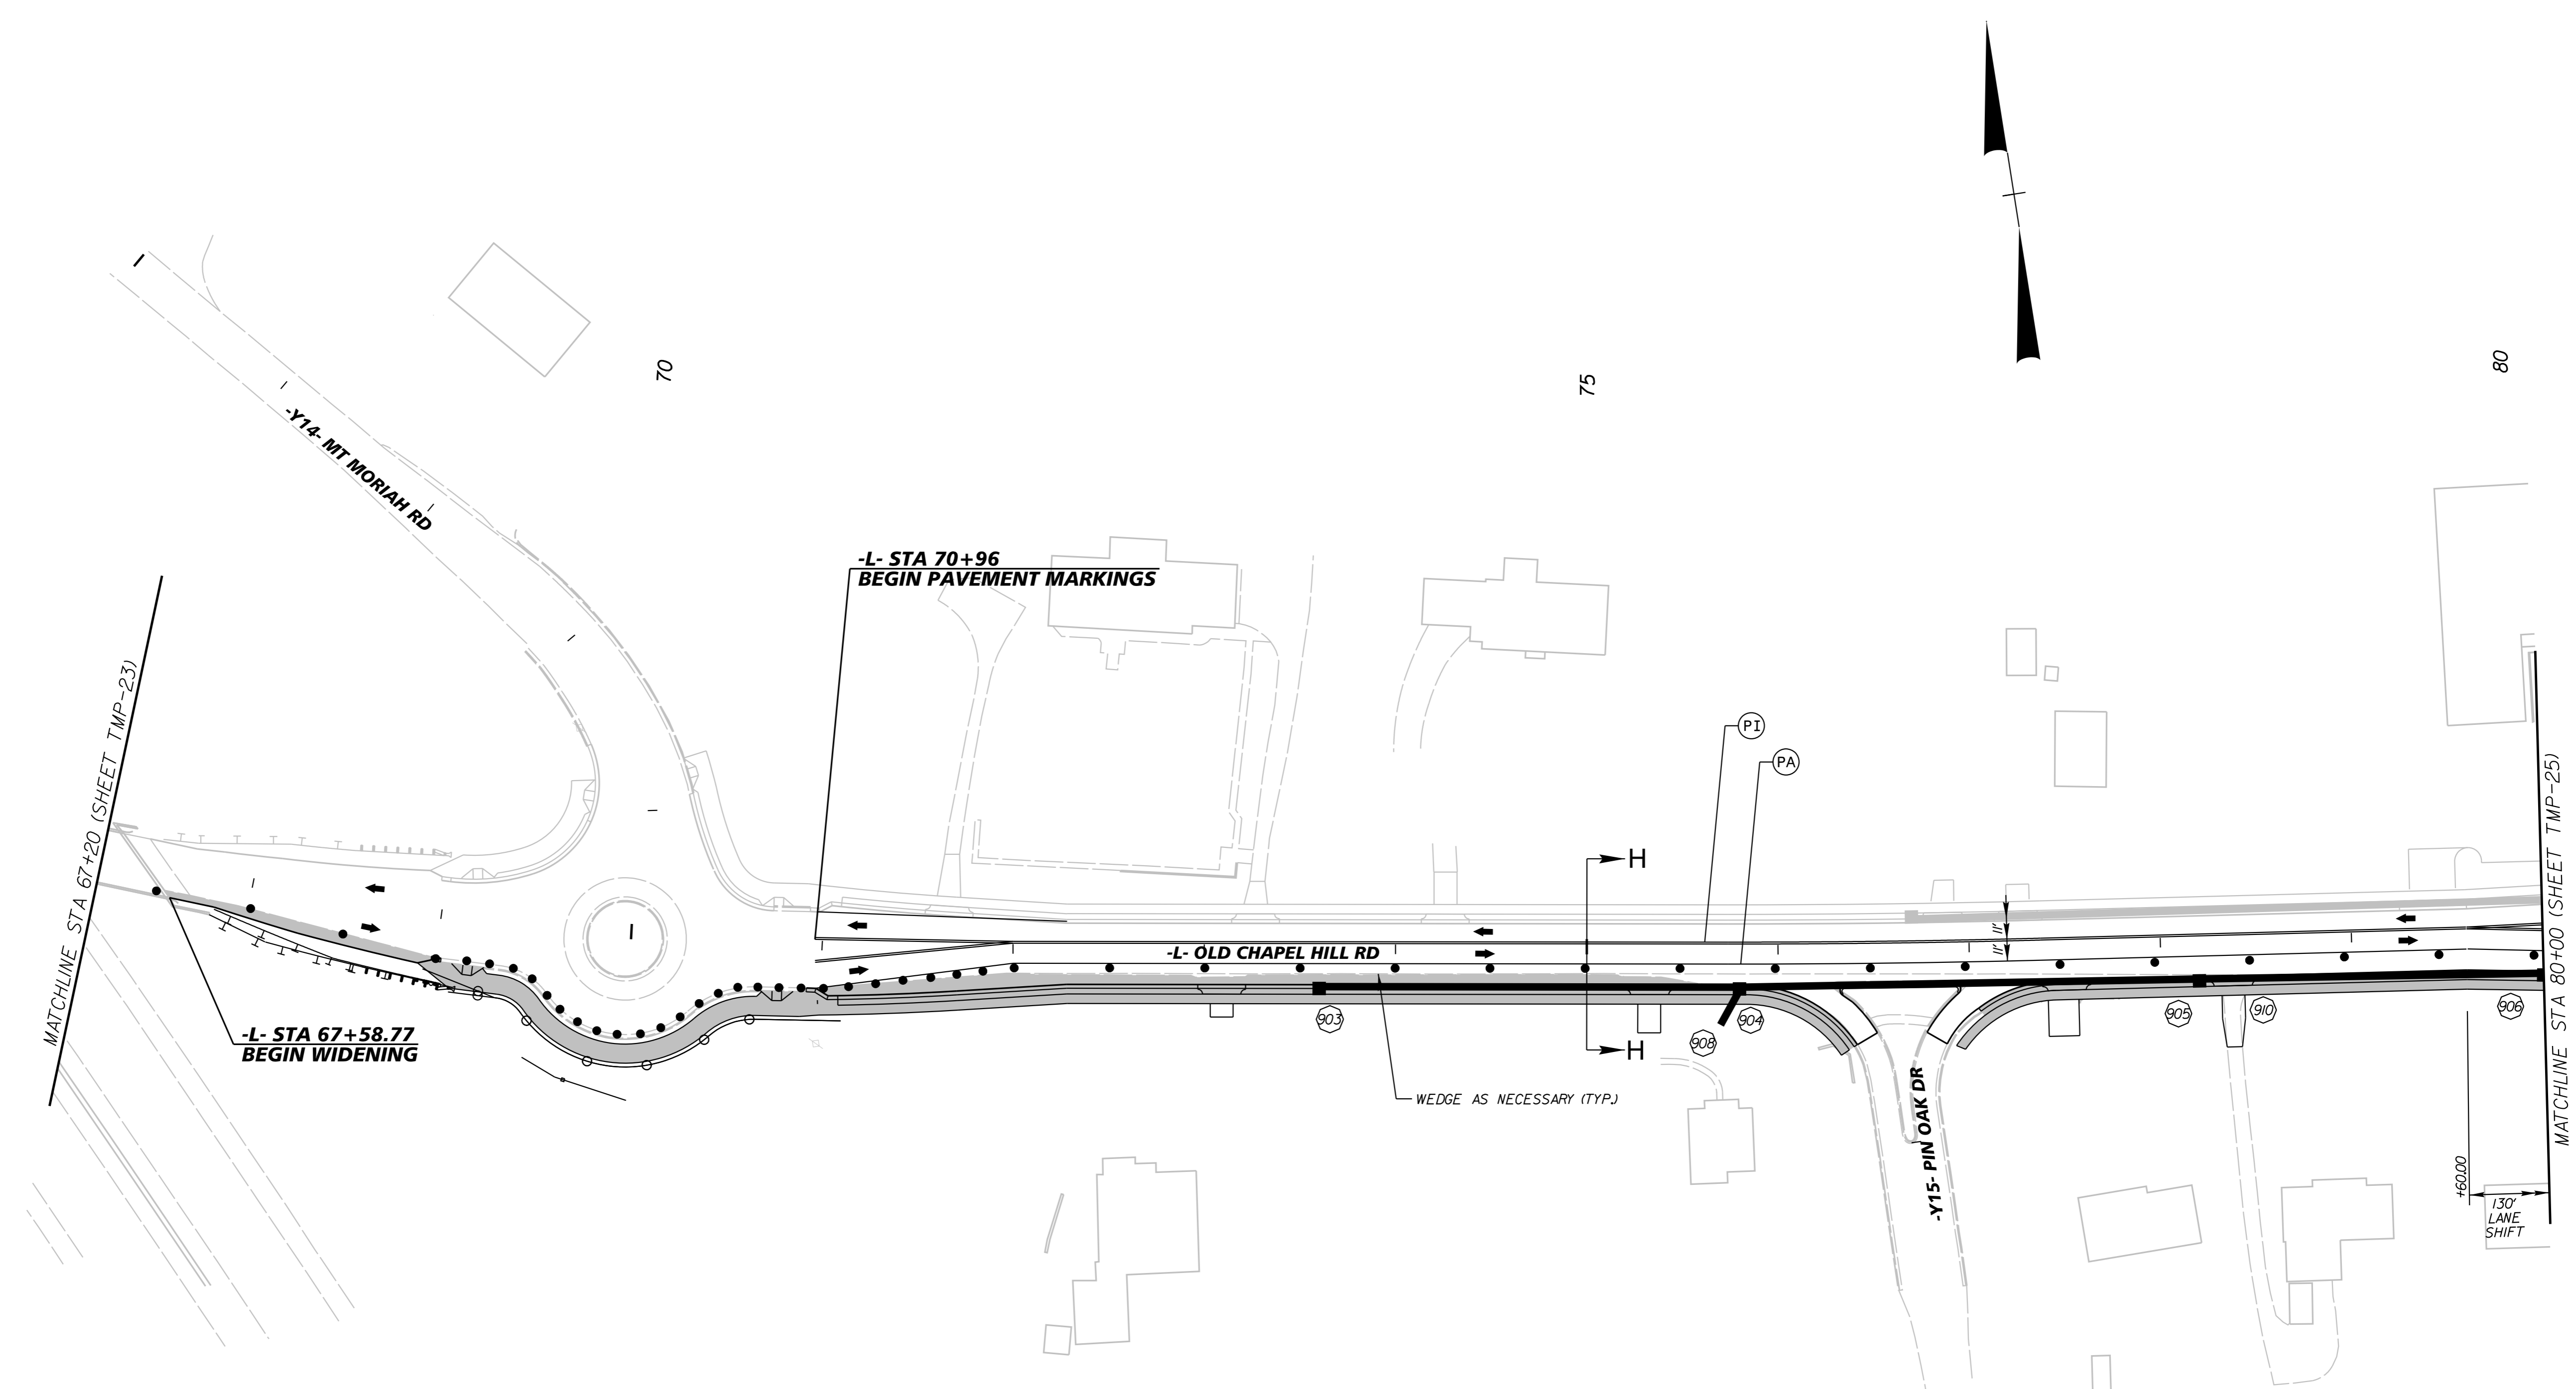 70
75
80
-Y14- MT MORIAH RD
-L- STA 70+96
BEGIN PAVEMENT MARKINGS
MATCHLINE STA 67+20 (SHEET TMP-23)
PI
PA
H
11'
11'
-L- OLD CHAPEL HILL RD
MATCHLINE STA 80+00 (SHEET TMP-25)
903
908
904
905
910
906
-L- STA 67+58.77
BEGIN WIDENING
H
WEDGE AS NECESSARY (TYP.)
-Y15- PIN OAK DR
+60.00
130'
LANE
SHIFT